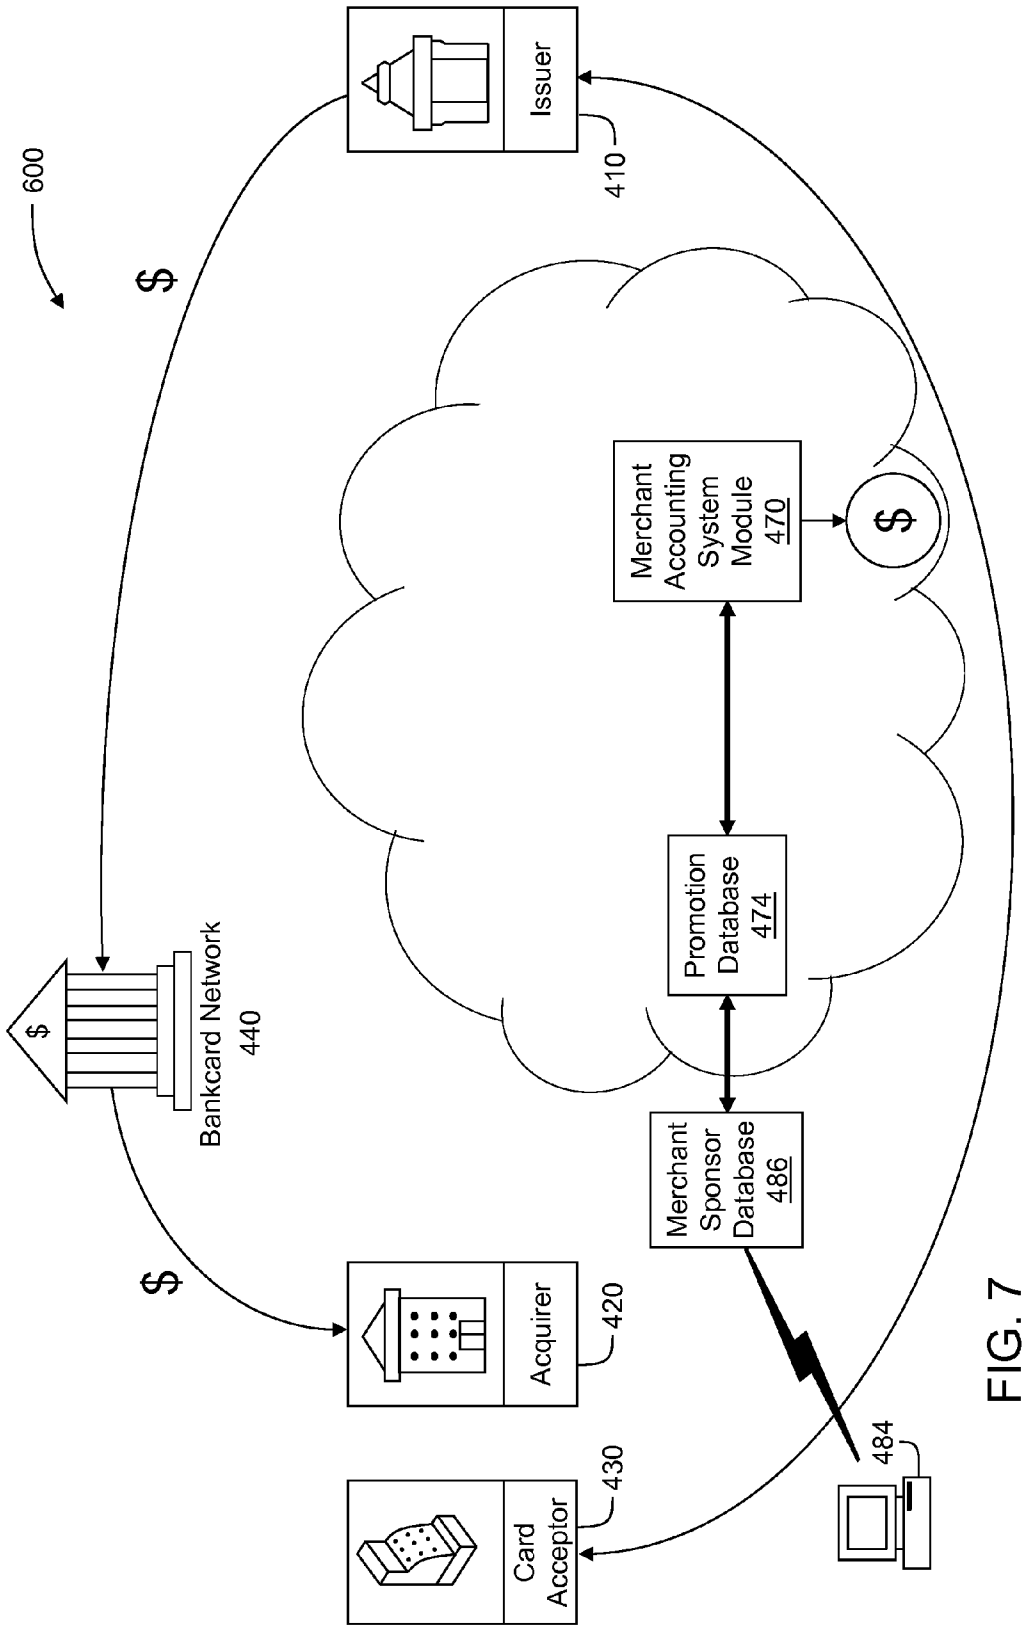 600
$
$
$
Bankcard Network
440
Issuer
410
Acquirer
420
Card
Acceptor
430
Merchant
Sponsor
Database
486
Promotion
Database
474
Merchant
Accounting
System
Module
470
$
484
FIG. 7